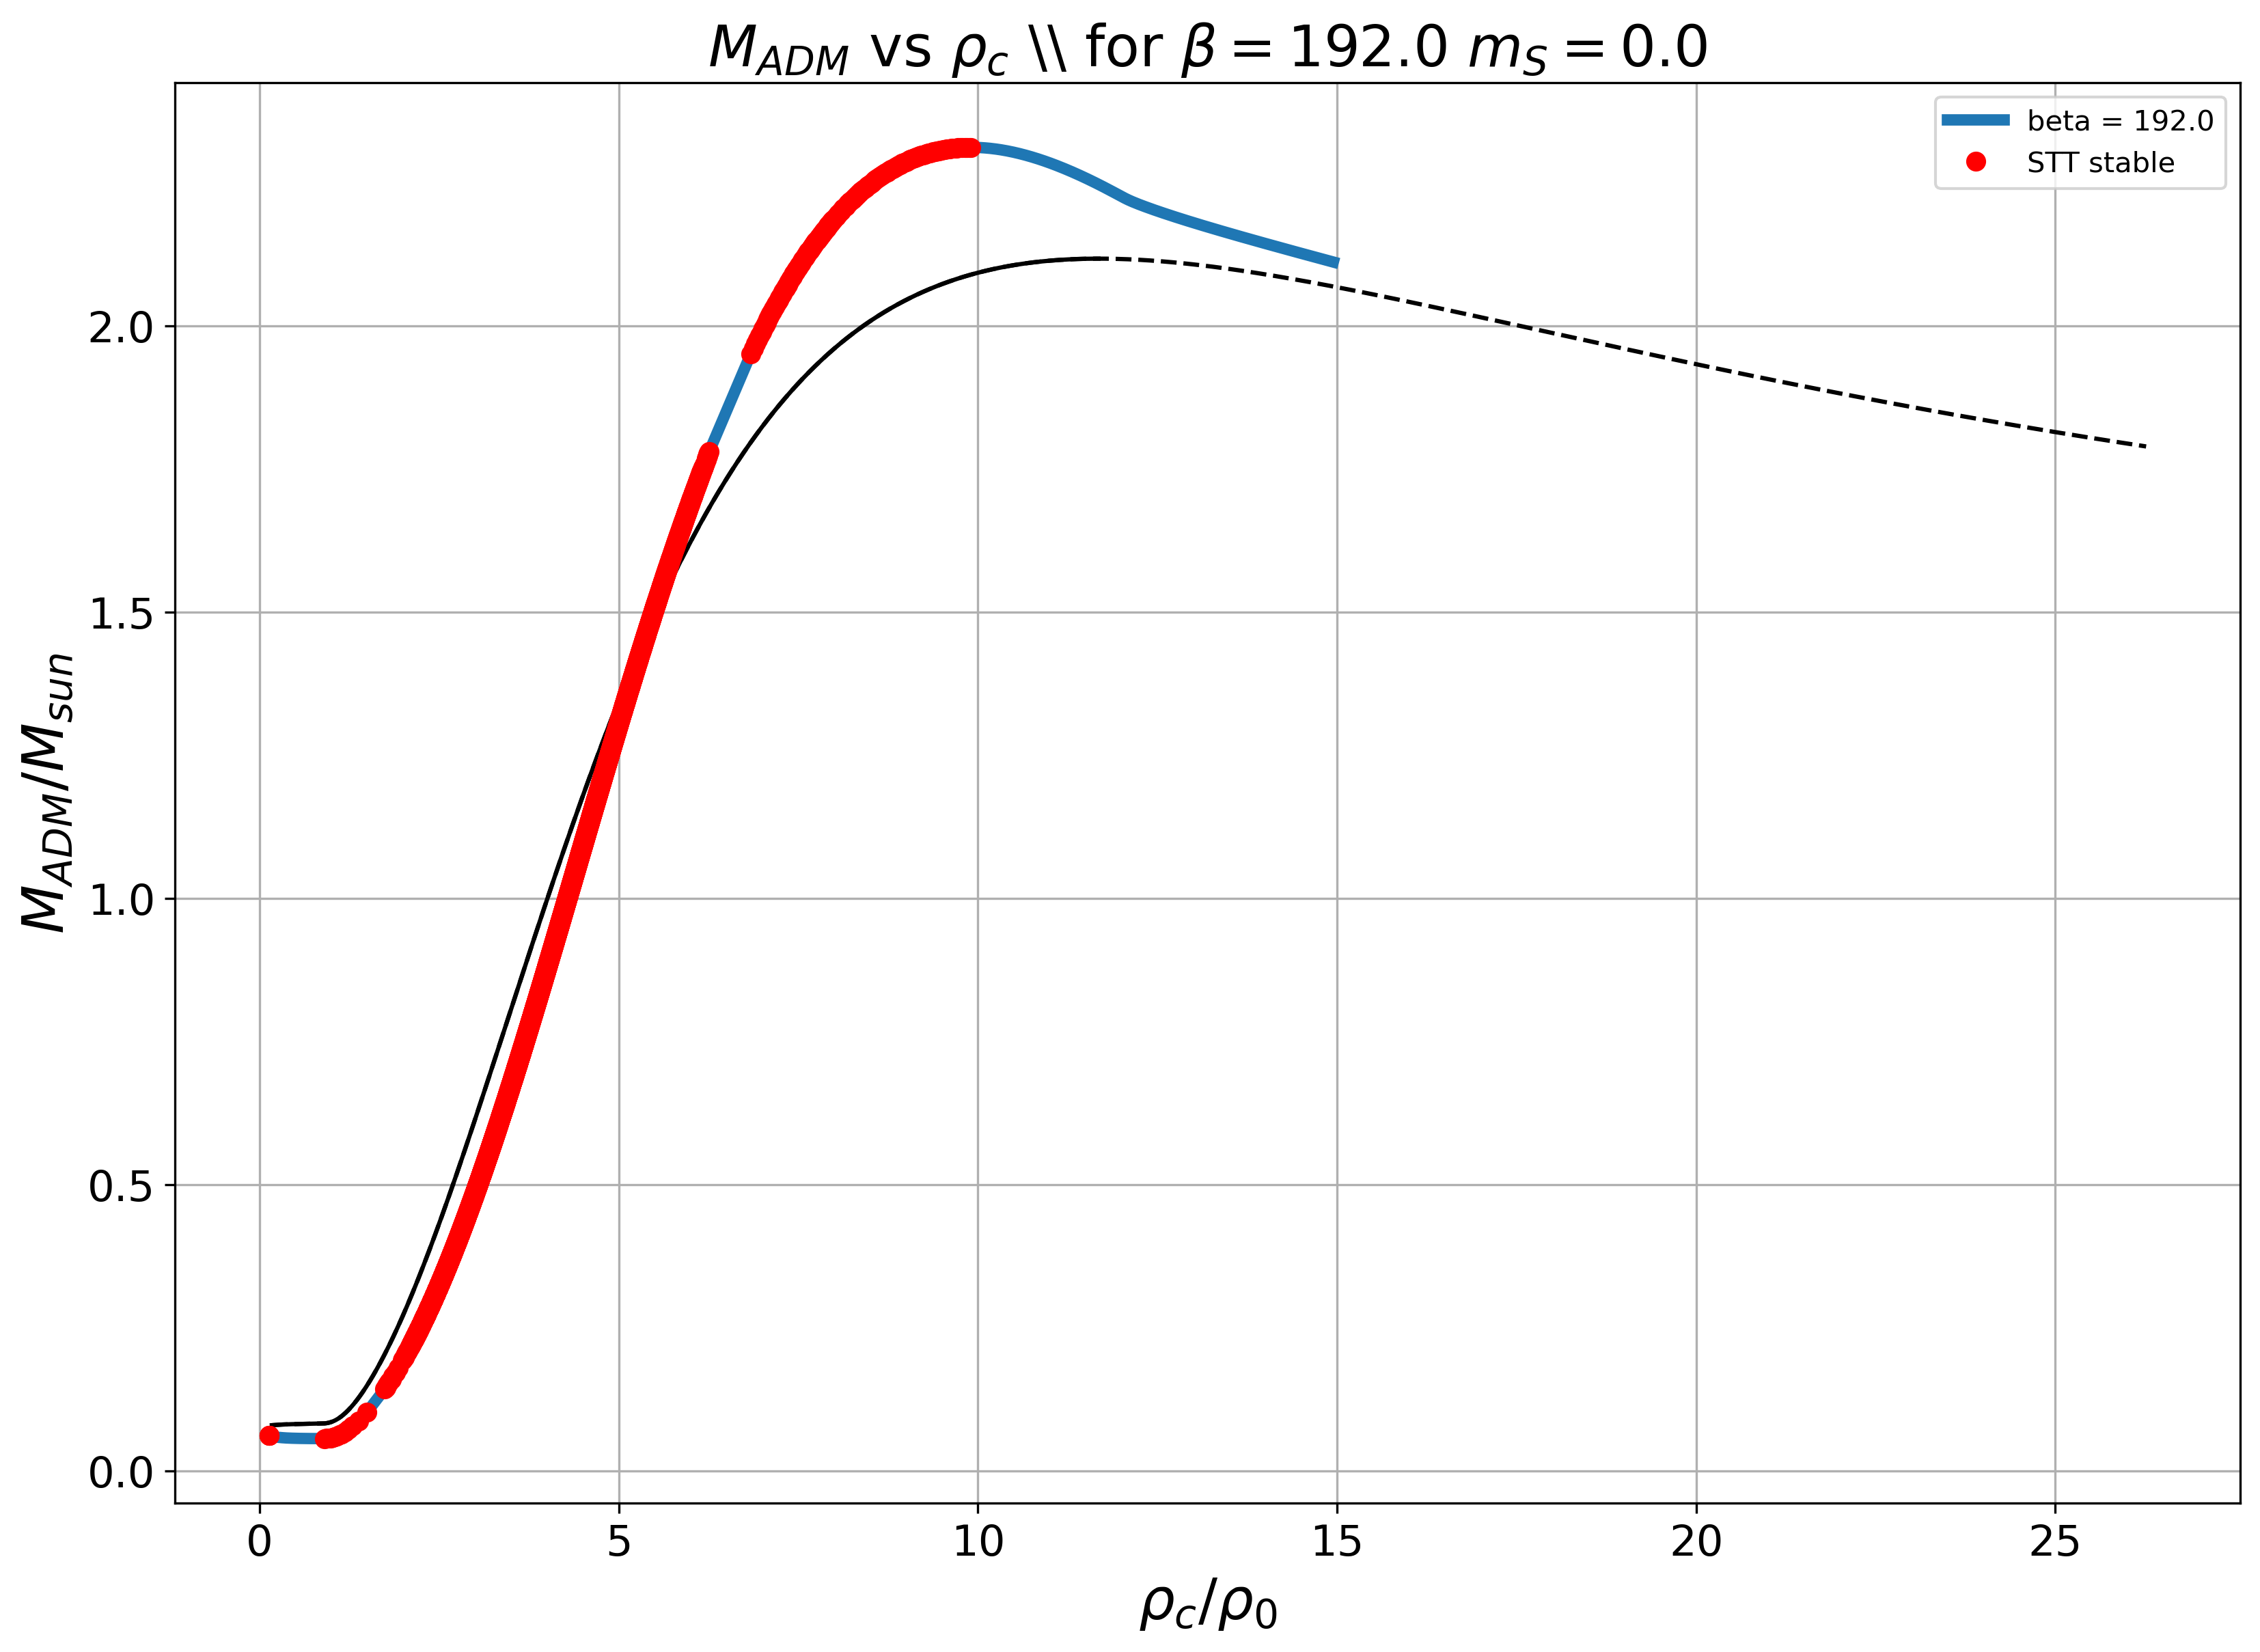 M_ADM vs ρ_c \\ for β = 192.0 m_S = 0.0
beta = 192.0
STT stable
M_ADM/M_sun
2.0
1.5
1.0
0.5
0.0
0 5 10 15 20 25
ρ_c/ρ_0